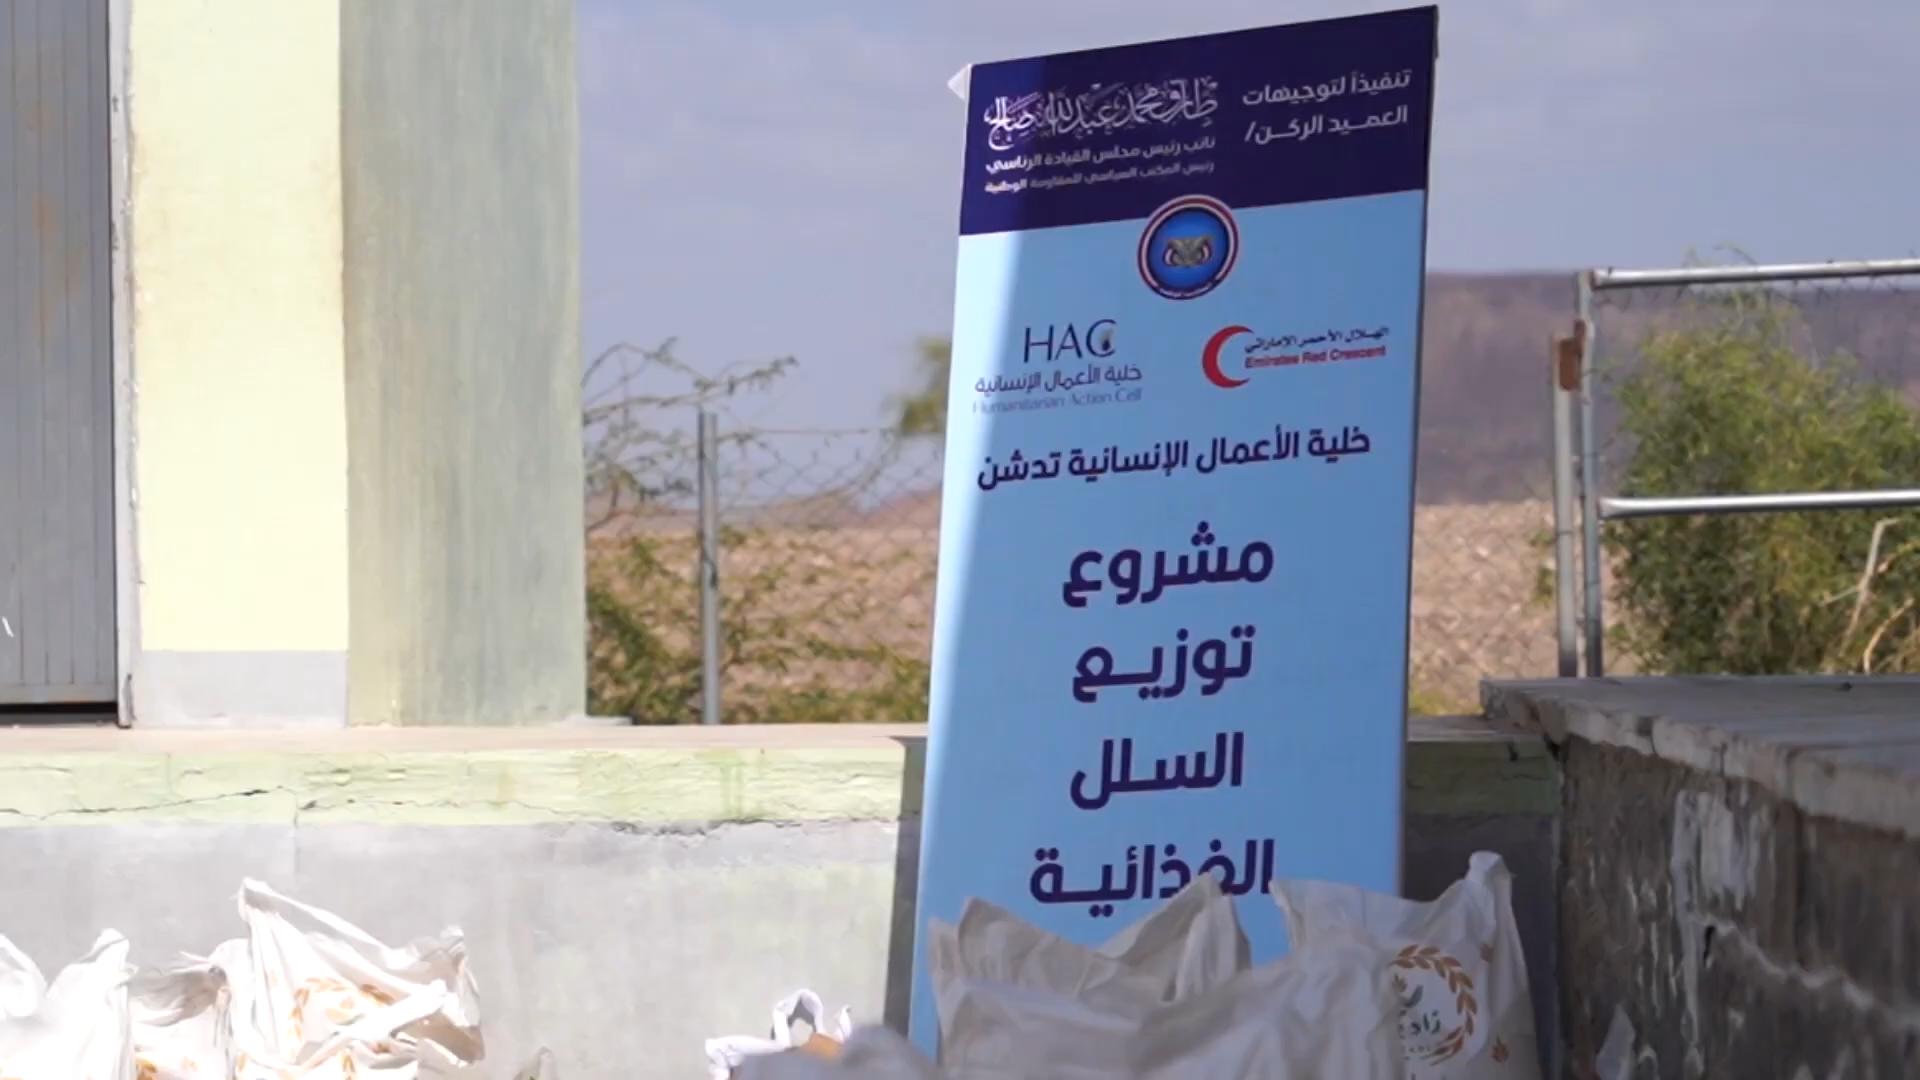 تنفيذاً لتوجيهات
العميد الركن/
طارق محمد عبدالله صالح
نائب رئيس مجلس القيادة الرئاسي
رئيس المكتب السياسي للمقاومة الوطنية
HAC
خلية الأعمال الإنسانية
Humanitarian Action Cell
الهلال الأحمر الإماراتي
Emirates Red Crescent
خلية الأعمال الإنسانية تدشن
مشروع
توزيع
السلل
الغذائية